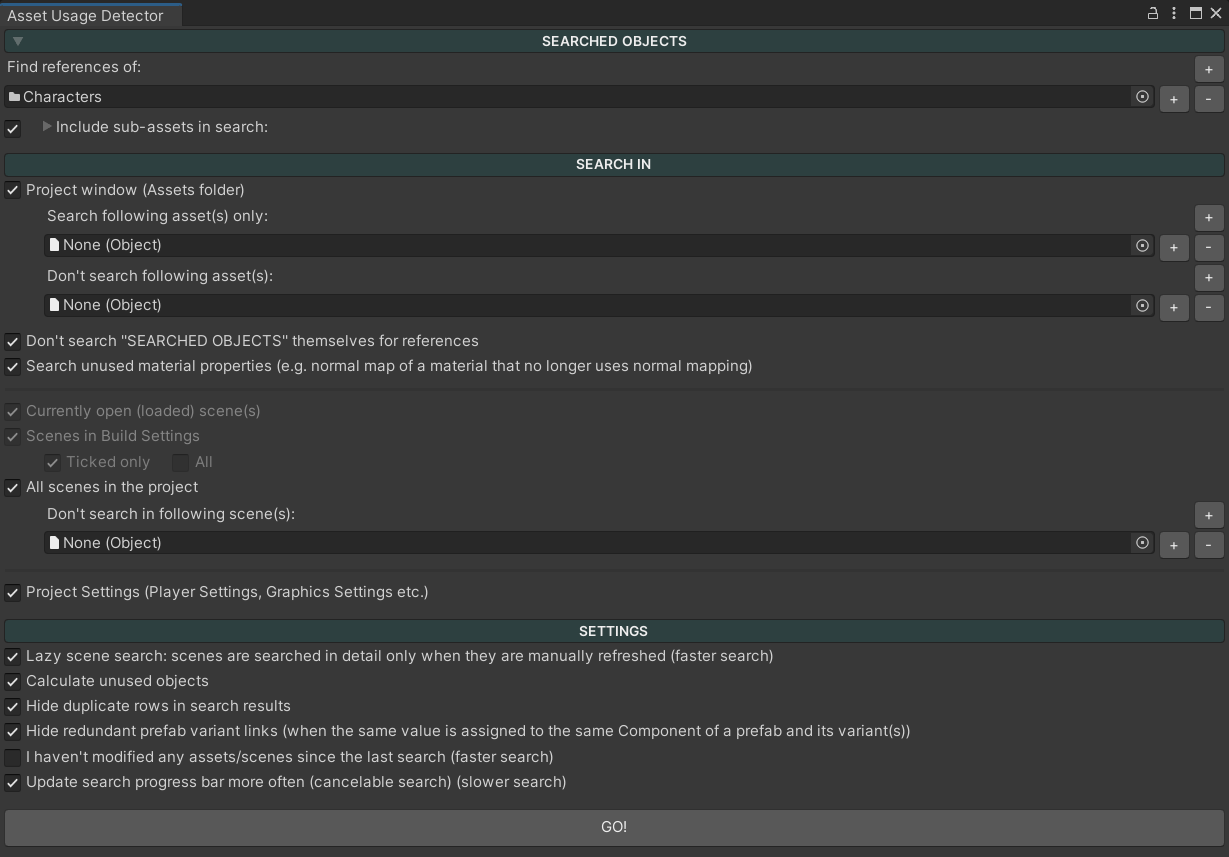 Asset Usage Detector
SEARCHED OBJECTS
Find references of:
+
Characters
+ -
Include sub-assets in search:
SEARCH IN
Project window (Assets folder)
Search following asset(s) only:
+
None (Object)
+ -
Don't search following asset(s):
+
None (Object)
+ -
Don't search "SEARCHED OBJECTS" themselves for references
Search unused material properties (e.g. normal map of a material that no longer uses normal mapping)
Currently open (loaded) scene(s)
Scenes in Build Settings
Ticked only All
All scenes in the project
Don't search in following scene(s):
+
None (Object)
+ -
Project Settings (Player Settings, Graphics Settings etc.)
SETTINGS
Lazy scene search: scenes are searched in detail only when they are manually refreshed (faster search)
Calculate unused objects
Hide duplicate rows in search results
Hide redundant prefab variant links (when the same value is assigned to the same Component of a prefab and its variant(s))
I haven't modified any assets/scenes since the last search (faster search)
Update search progress bar more often (cancelable search) (slower search)
GO!